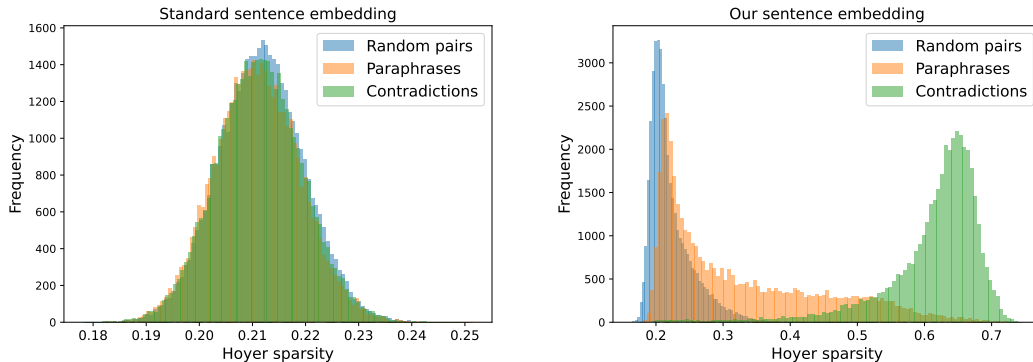 Standard sentence embedding
Frequency
1600
1400
1200
1000
800
600
400
200
0
Random pairs
Paraphrases
Contradictions
0.18 0.19 0.20 0.21 0.22 0.23 0.24 0.25
Hoyer sparsity
Our sentence embedding
Frequency
3000
2500
2000
1500
1000
500
0
Random pairs
Paraphrases
Contradictions
0.2 0.3 0.4 0.5 0.6 0.7
Hoyer sparsity